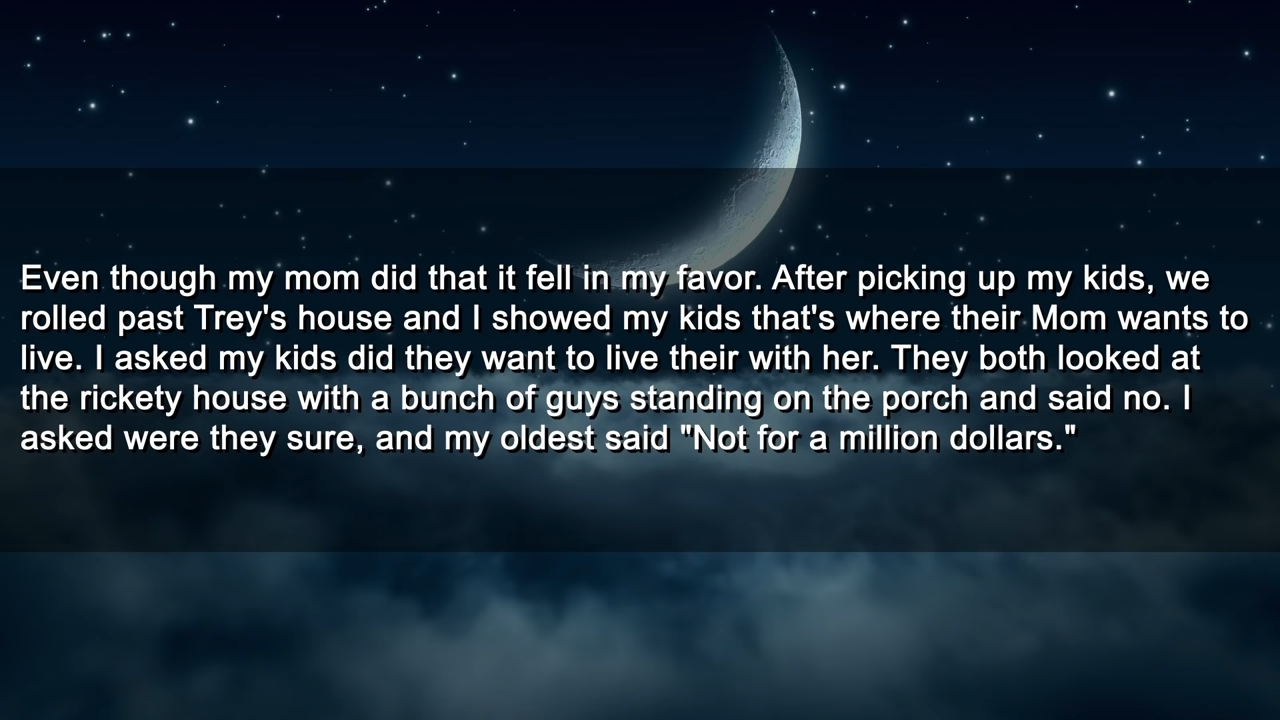 Even though my mom did that it fell in my favor. After picking up my kids, we
rolled past Trey's house and I showed my kids that's where their Mom wants to
live. I asked my kids did they want to live their with her. They both looked at
the rickety house with a bunch of guys standing on the porch and said no. I
asked were they sure, and my oldest said "Not for a million dollars."